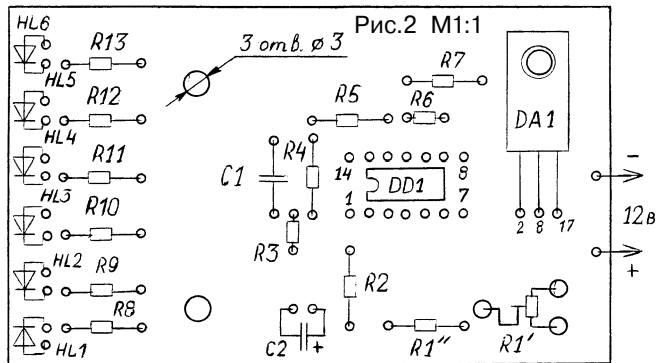 HL6
Рис.2 М1:1
R13
3 отв. ø 3
R7
HL5
R12
R5
R6
DA1
HL4
R11
C1
R4
14
8
DD1
-
HL3
R10
1
7
2
8
17
12в
R3
HL2
R9
R2
+
R8
HL1
C2
+
R1''
R1'